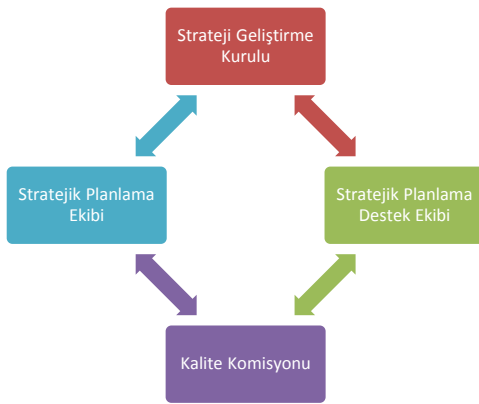 Strateji Geliştirme
Kurulu
Stratejik Planlama
Ekibi
Stratejik Planlama
Destek Ekibi
Kalite Komisyonu